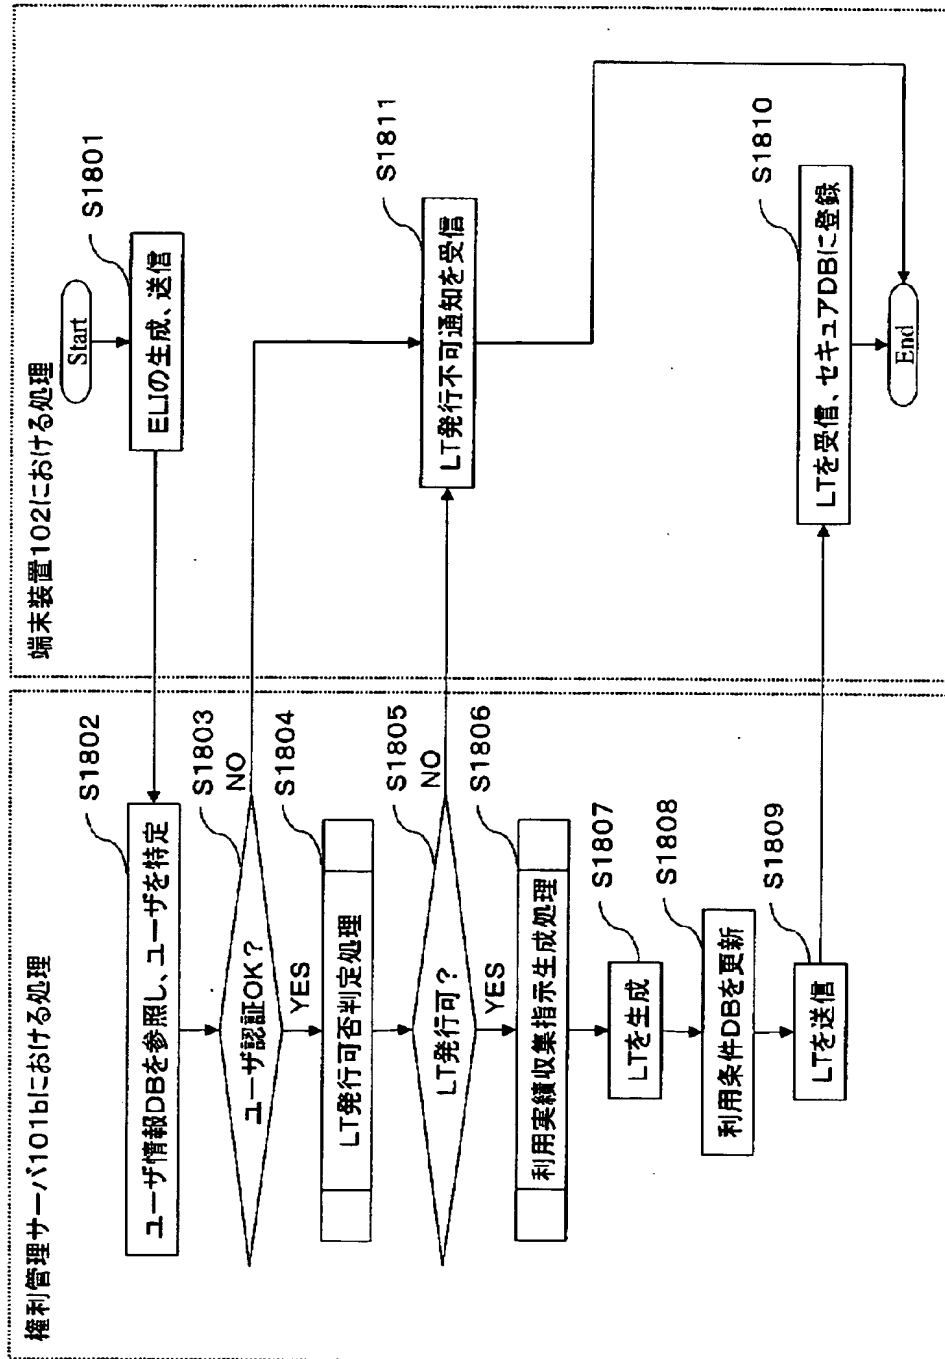 権利管理サーバ101bにおける処理
端末装置102における処理
Start
S1801
ELIの生成、送信
S1802
ユーザ情報DBを参照し、ユーザを特定
S1803
ユーザ認証OK?
NO
YES
S1804
LT発行可否判定処理
S1805
LT発行可?
NO
YES
S1806
利用実績収集指示生成処理
S1807
LTを生成
S1808
利用条件DBを更新
S1809
LTを送信
S1810
LTを受信、セキュアDBに登録
S1811
LT発行不可通知を受信
End